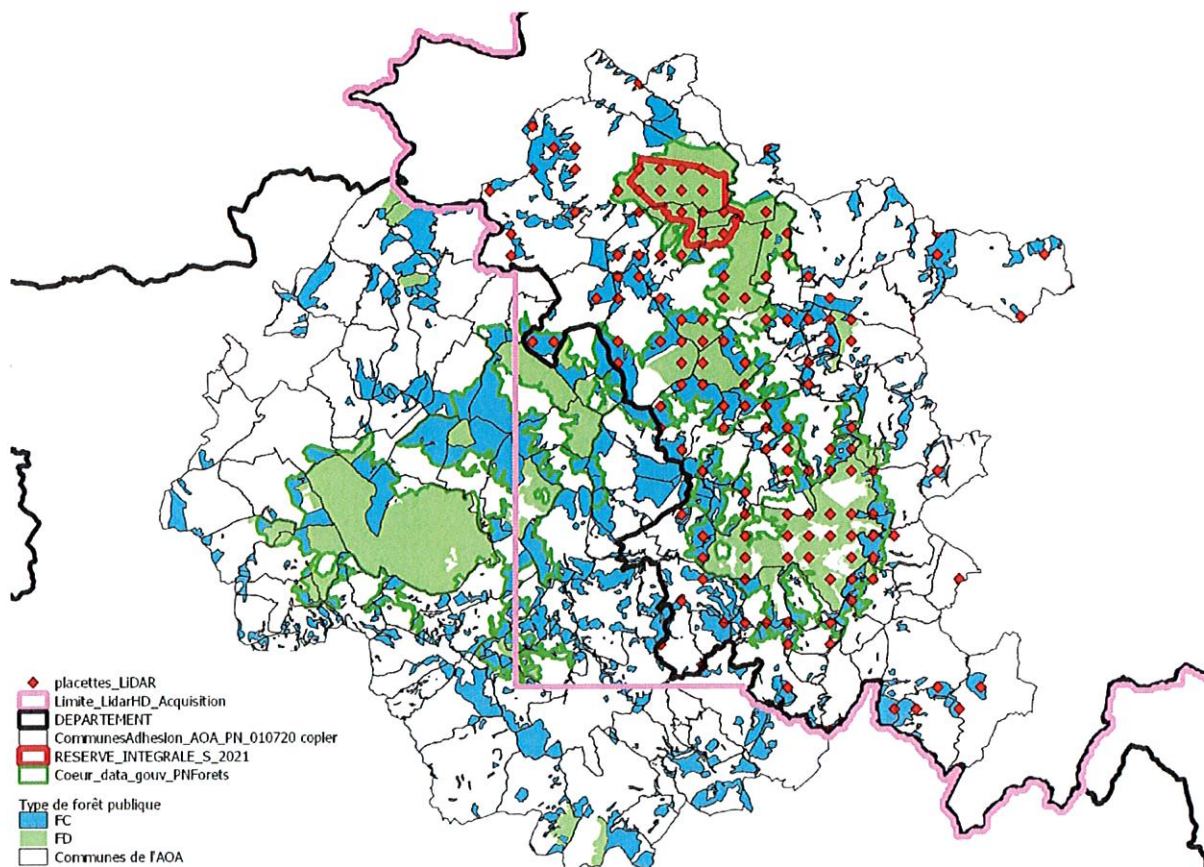 placettes_LiDAR
Limite_LidarHD_Acquisition
DEPARTEMENT
CommunesAdhesion_AOA_PN_010720 copier
RESERVE_INTEGRALE_S_2021
Coeur_data_gouv_PNForets
Type de forêt publique
FC
FD
Communes de l'AOA